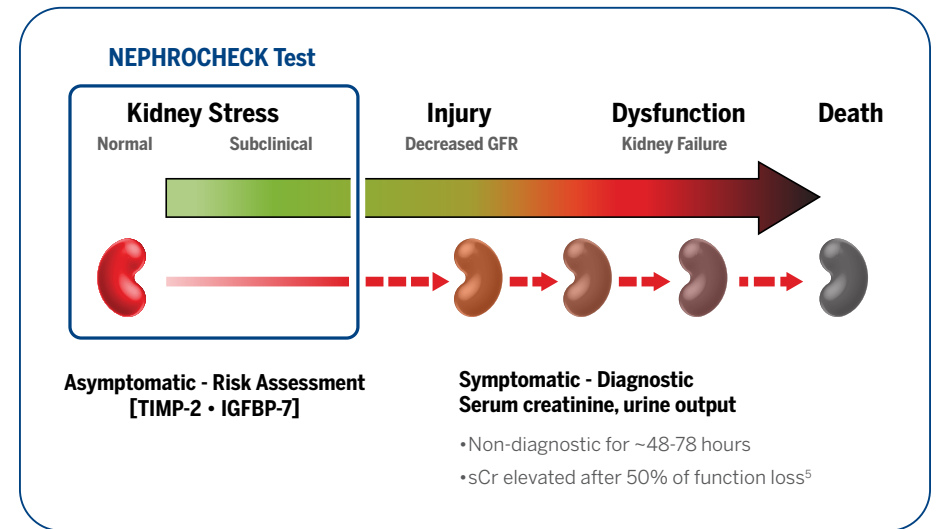 NEPHROCHECK Test
Kidney Stress
Normal
Subclinical
Injury
Decreased GFR
Dysfunction
Kidney Failure
Death
Asymptomatic - Risk Assessment
[TIMP-2 • IGFBP-7]
Symptomatic - Diagnostic
Serum creatinine, urine output
•Non-diagnostic for ~48-78 hours
•sCr elevated after 50% of function loss⁵